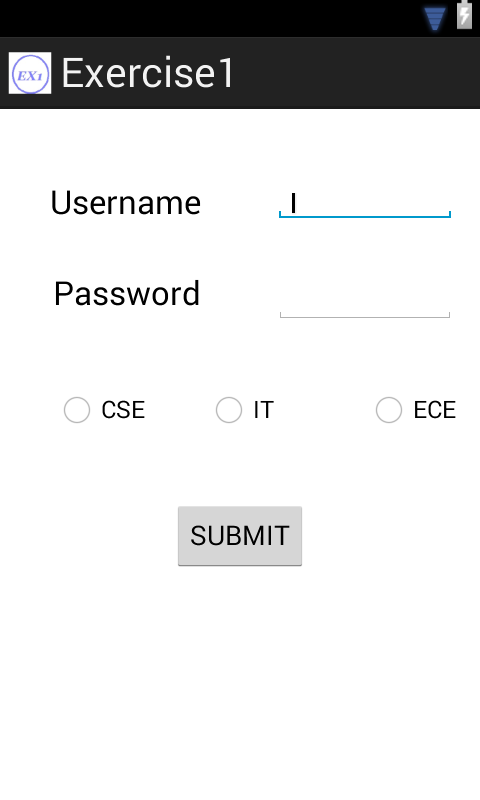 EX1 Exercise1
Username
Password
CSE IT ECE
SUBMIT